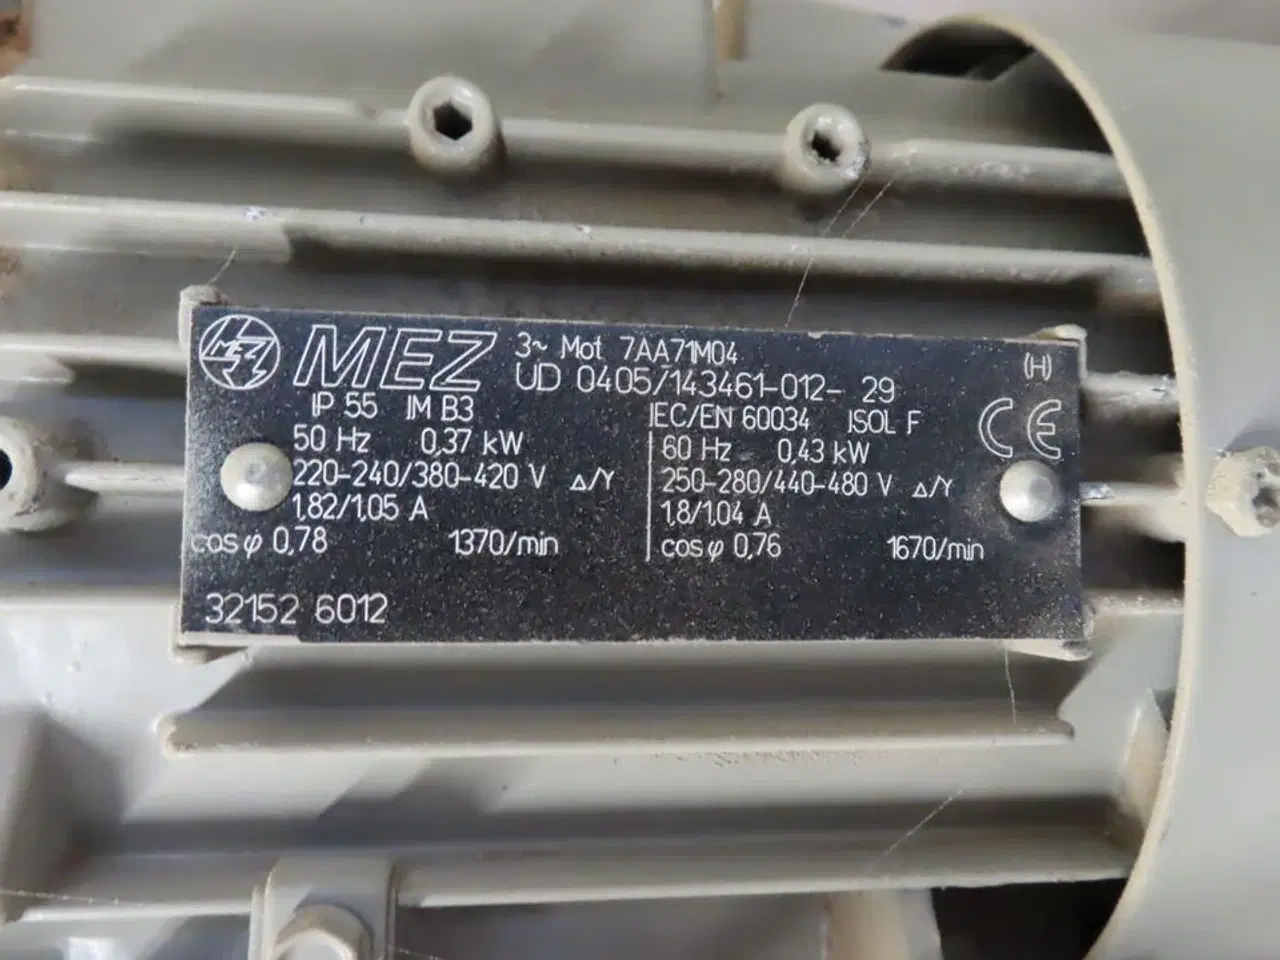 MEZ MEZ 3~ Mot 7AA71M04 (H)
UD 0405/143461-012- 29
IP 55 IM B3 IEC/EN 60034 ISOL F CE
50 Hz 0,37 kW 60 Hz 0,43 kW
220-240/380-420 V Δ/Y 250-280/440-480 V Δ/Y
1,82/1,05 A 1,8/1,04 A
cos φ 0,78 1370/min cos φ 0,76 1670/min
32152 6012